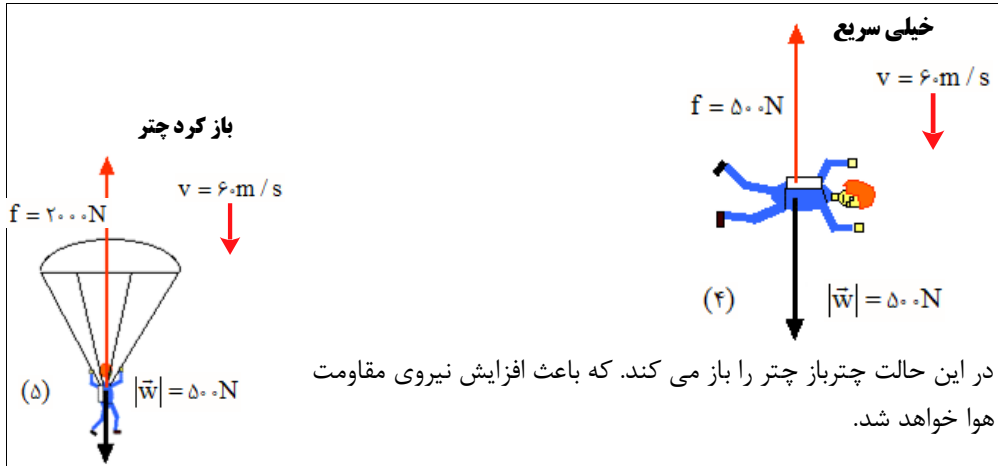 خیلی سریع
v = ۶۰m / s
f = ۵۰۰N
(۴)
|w⃗| = ۵۰۰N
باز کرد چتر
v = ۶۰m / s
f = ۲۰۰۰N
(۵)
|w⃗| = ۵۰۰N
در این حالت چترباز چتر را باز می کند. که باعث افزایش نیروی مقاومت
هوا خواهد شد.